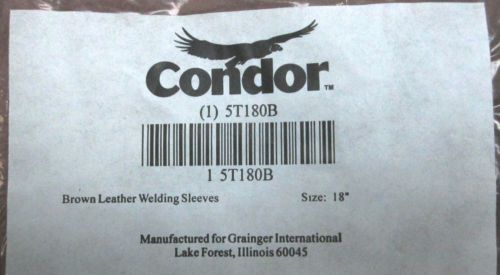 Condor™
(1) 5T180B
1 5T180B
Brown Leather Welding Sleeves Size: 18"
Manufactured for Grainger International
Lake Forest, Illinois 60045